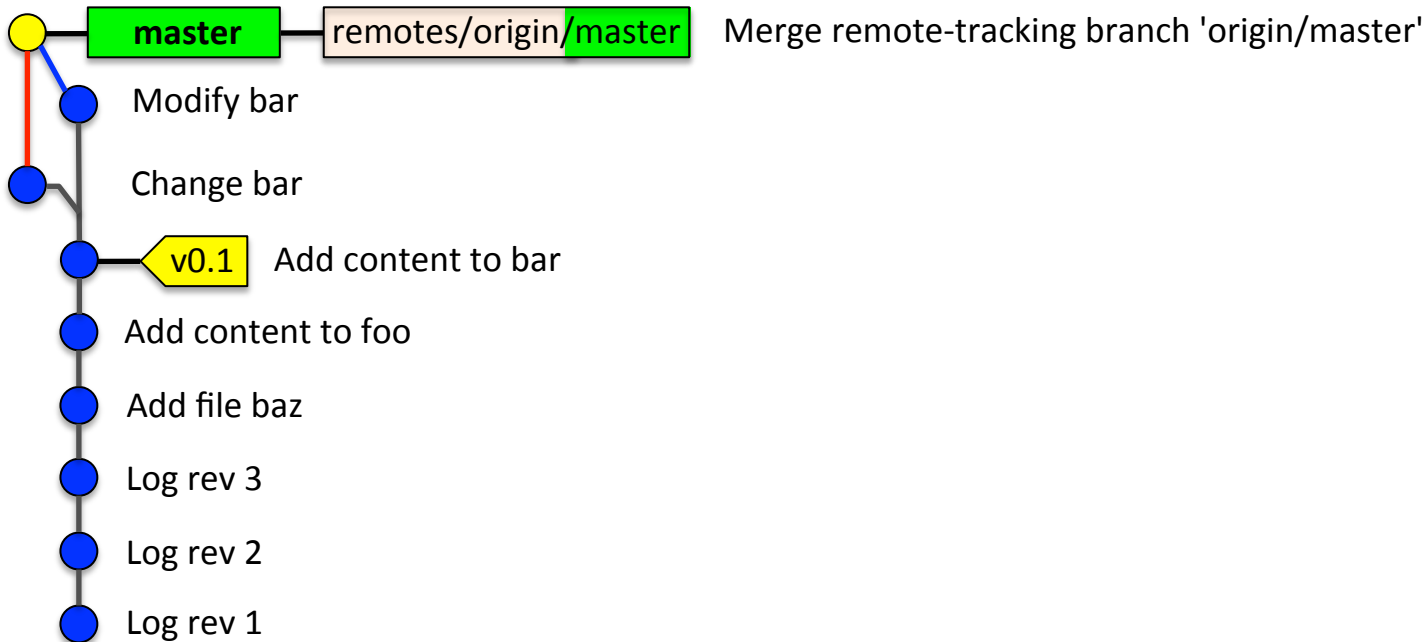 master remotes/origin/master Merge remote-tracking branch 'origin/master'
Modify bar
Change bar
v0.1 Add content to bar
Add content to foo
Add file baz
Log rev 3
Log rev 2
Log rev 1